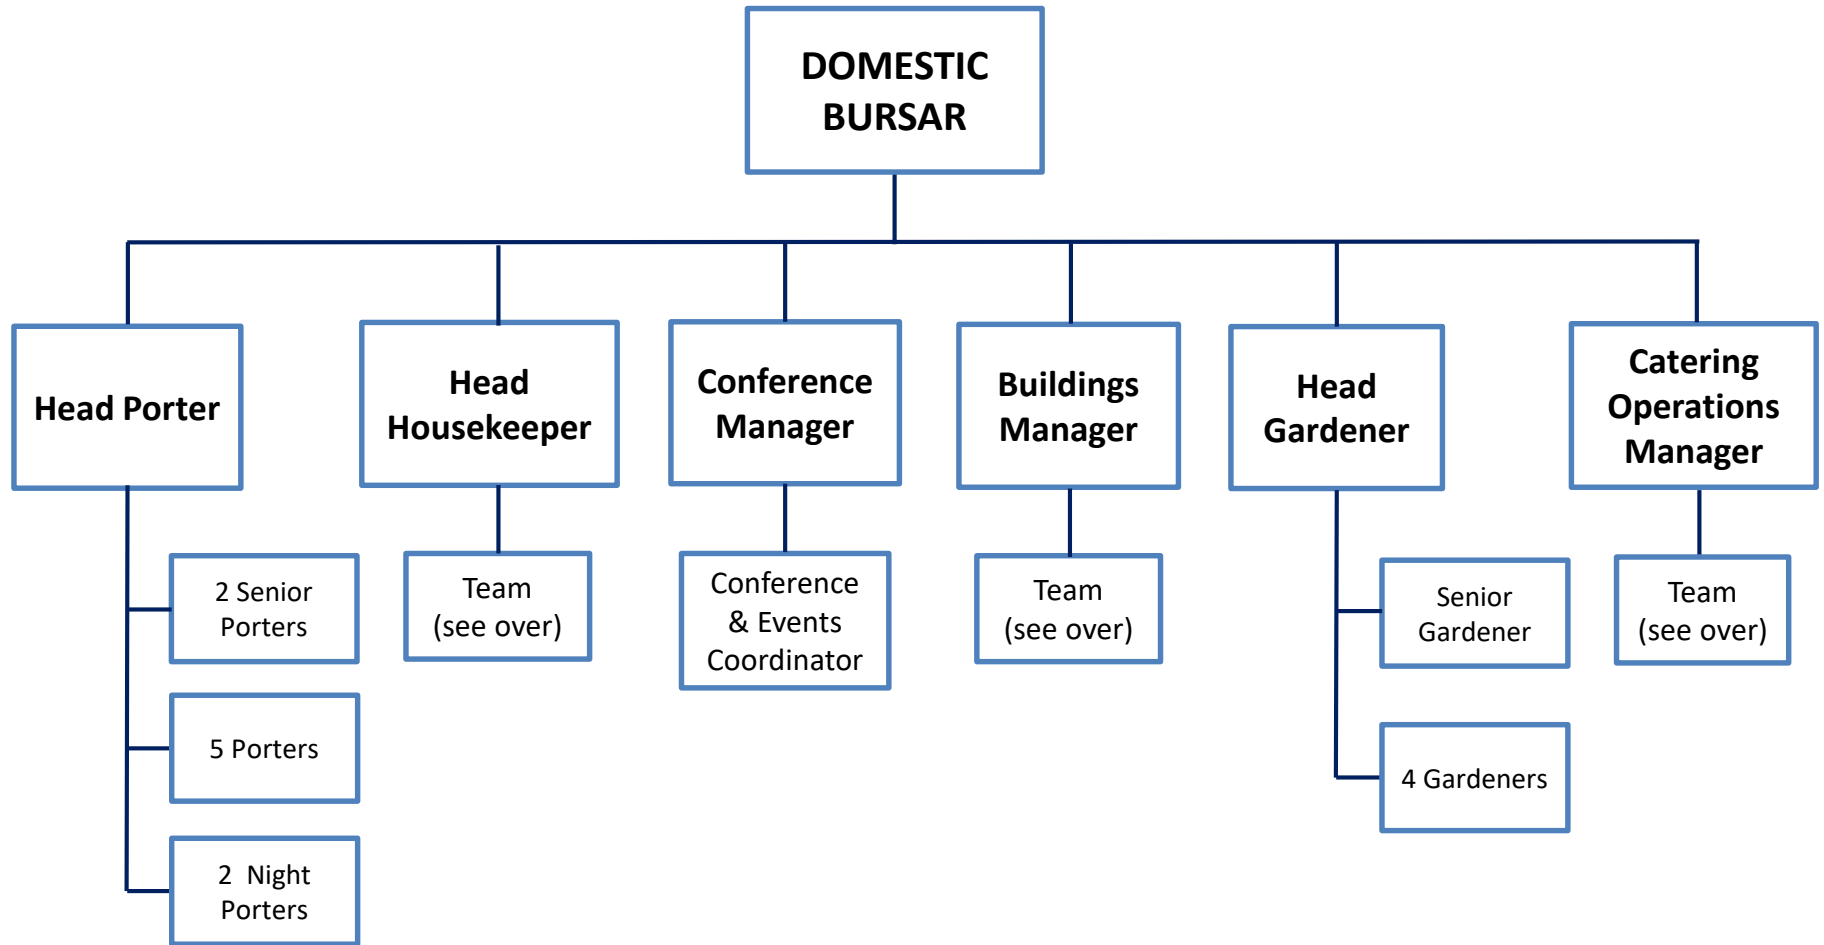 DOMESTIC
BURSAR
Head Porter
Head
Housekeeper
Conference
Manager
Buildings
Manager
Head
Gardener
Catering
Operations
Manager
2 Senior
Porters
5 Porters
2  Night
Porters
Team
(see over)
Conference
& Events
Coordinator
Team
(see over)
Senior
Gardener
4 Gardeners
Team
(see over)